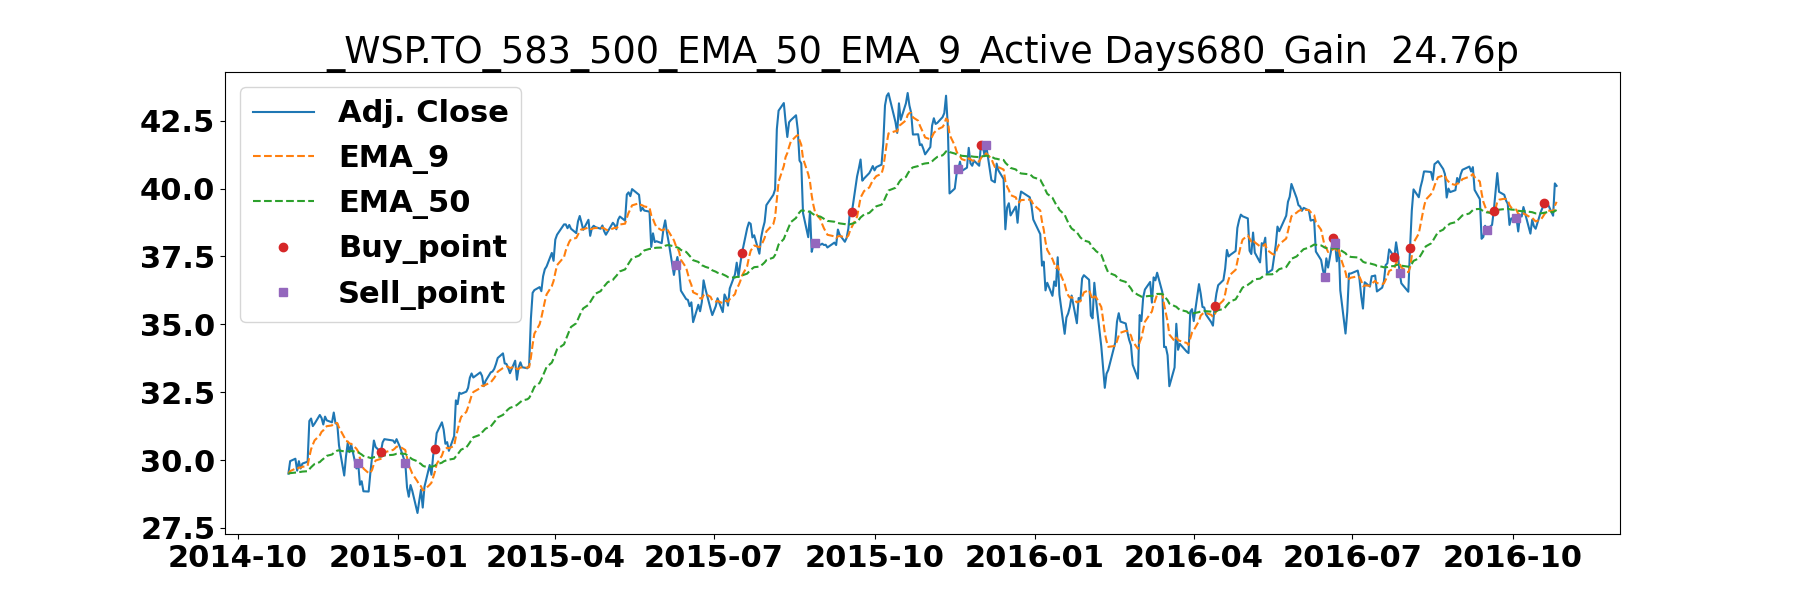 _WSP.TO_583_500_EMA_50_EMA_9_Active Days680_Gain  24.76p
Adj. Close
EMA_9
EMA_50
Buy_point
Sell_point
42.5
40.0
37.5
35.0
32.5
30.0
27.5
2014-10 2015-01 2015-04 2015-07 2015-10 2016-01 2016-04 2016-07 2016-10